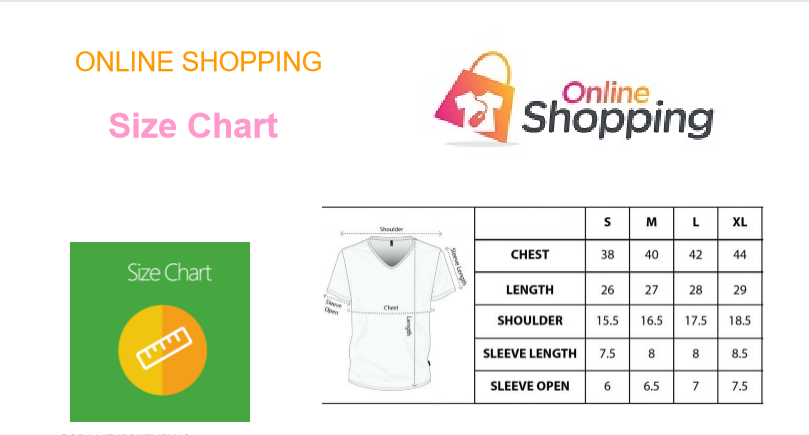 ONLINE SHOPPING
Size Chart
Online
Shopping
Size Chart
Shoulder
Sleeve Length
Sleeve
Open
Chest
Length
S M L XL
CHEST 38 40 42 44
LENGTH 26 27 28 29
SHOULDER 15.5 16.5 17.5 18.5
SLEEVE LENGTH 7.5 8 8 8.5
SLEEVE OPEN 6 6.5 7 7.5